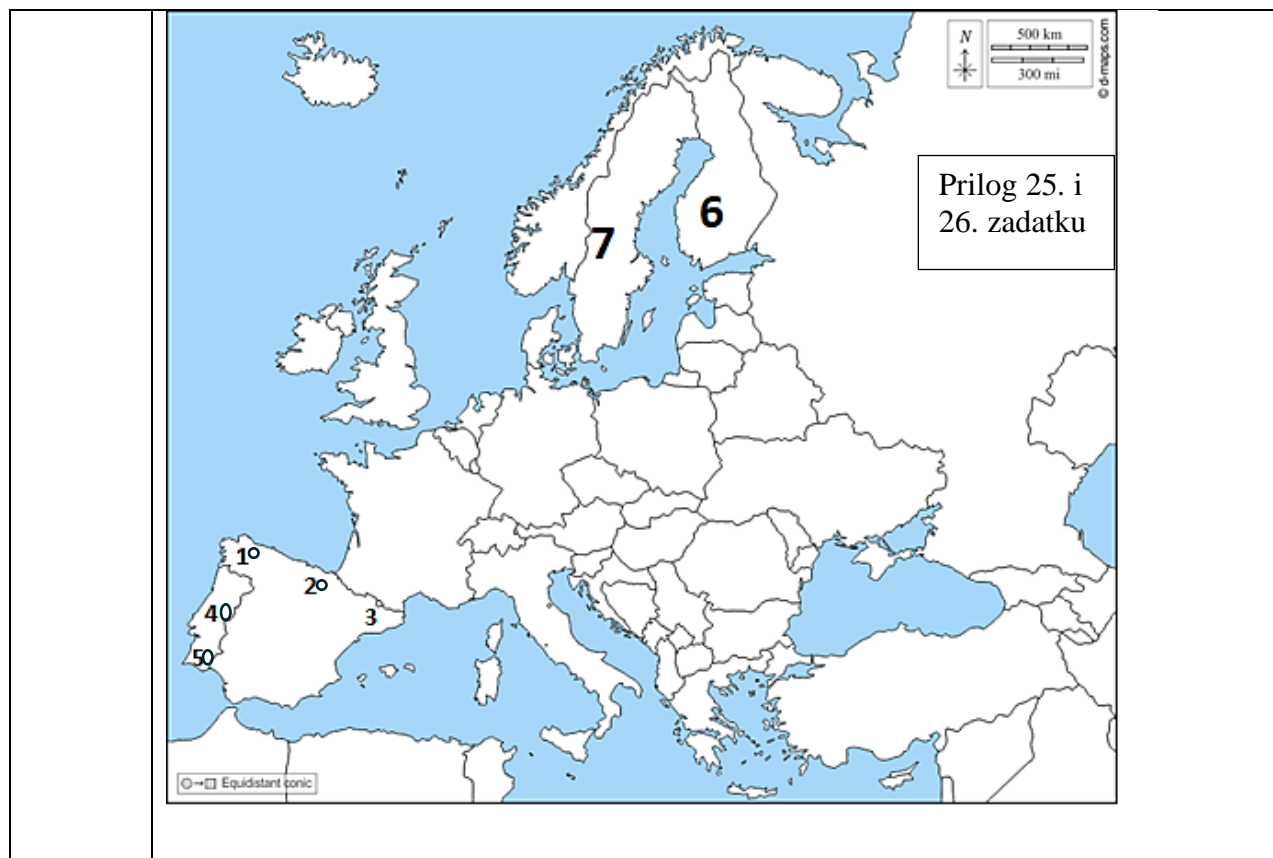 N
500 km
300 mi
© d-maps.com
Prilog 25. i
26. zadatku
6
7
1
2
3
4
5
Equidistant conic